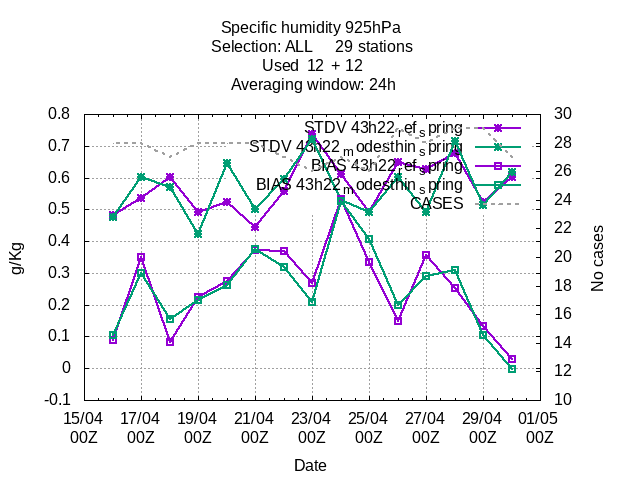 Specific humidity 925hPa
Selection: ALL 29 stations
Used 12 + 12
Averaging window: 24h
STDV 43h22_ref_spring
STDV 43h22_modesthin_spring
BIAS 43h22_ref_spring
BIAS 43h22_modesthin_spring
CASES
0.8
0.7
0.6
0.5
0.4
0.3
0.2
0.1
0
-0.1
g/Kg
30
28
26
24
22
20
18
16
14
12
10
No cases
15/04 17/04 19/04 21/04 23/04 25/04 27/04 29/04 01/05
00Z 00Z 00Z 00Z 00Z 00Z 00Z 00Z 00Z
Date